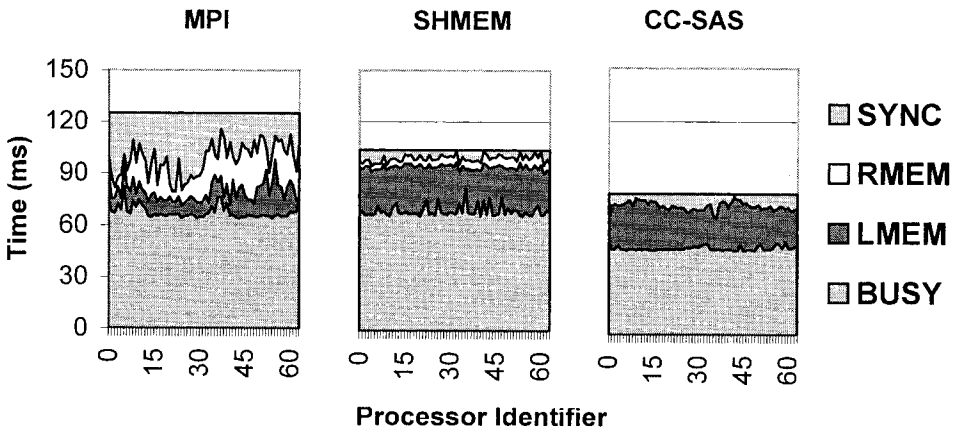 MPI
SHMEM
CC-SAS
Time (ms)
150
120
90
60
30
0
0
15
30
45
60
0
15
30
45
60
0
15
30
45
60
Processor Identifier
SYNC
RMEM
LMEM
BUSY